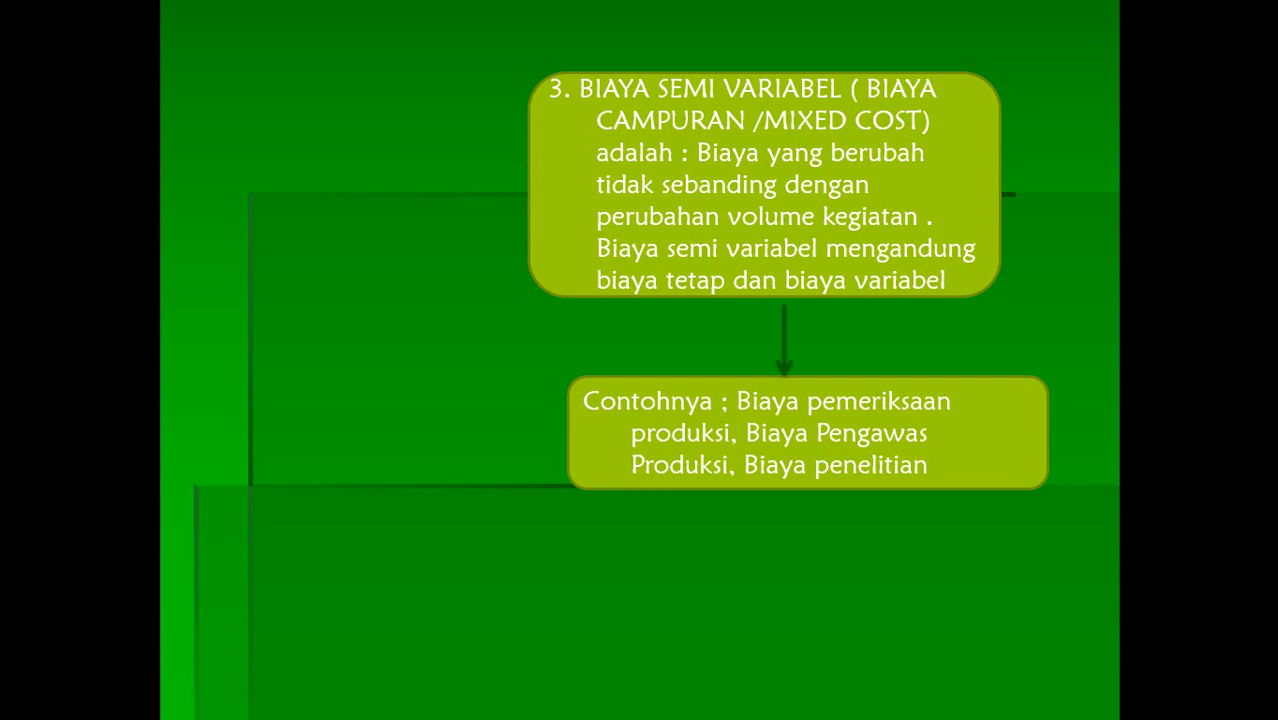 3. BIAYA SEMI VARIABEL ( BIAYA
CAMPURAN /MIXED COST)
adalah : Biaya yang berubah
tidak sebanding dengan
perubahan volume kegiatan .
Biaya semi variabel mengandung
biaya tetap dan biaya variabel
Contohnya ; Biaya pemeriksaan
produksi, Biaya Pengawas
Produksi, Biaya penelitian